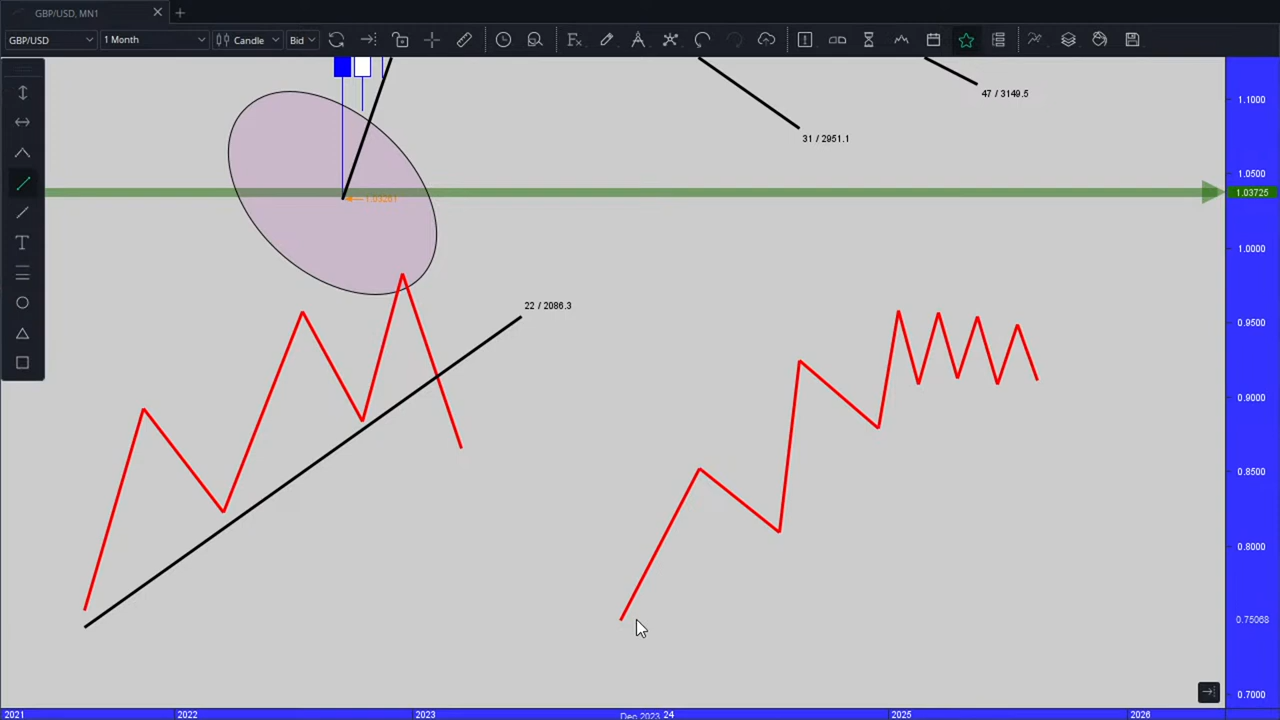 GBP/USD, MN1
GBP/USD 1 Month Candle Bid
47 / 3149.5
31 / 2951.1
1.03261
22 / 2086.3
1.1000
1.0500
1.03725
1.0000
0.9500
0.9000
0.8500
0.8000
0.75068
0.7000
2021 2022 2023 Dec 2023 24 2025 2026